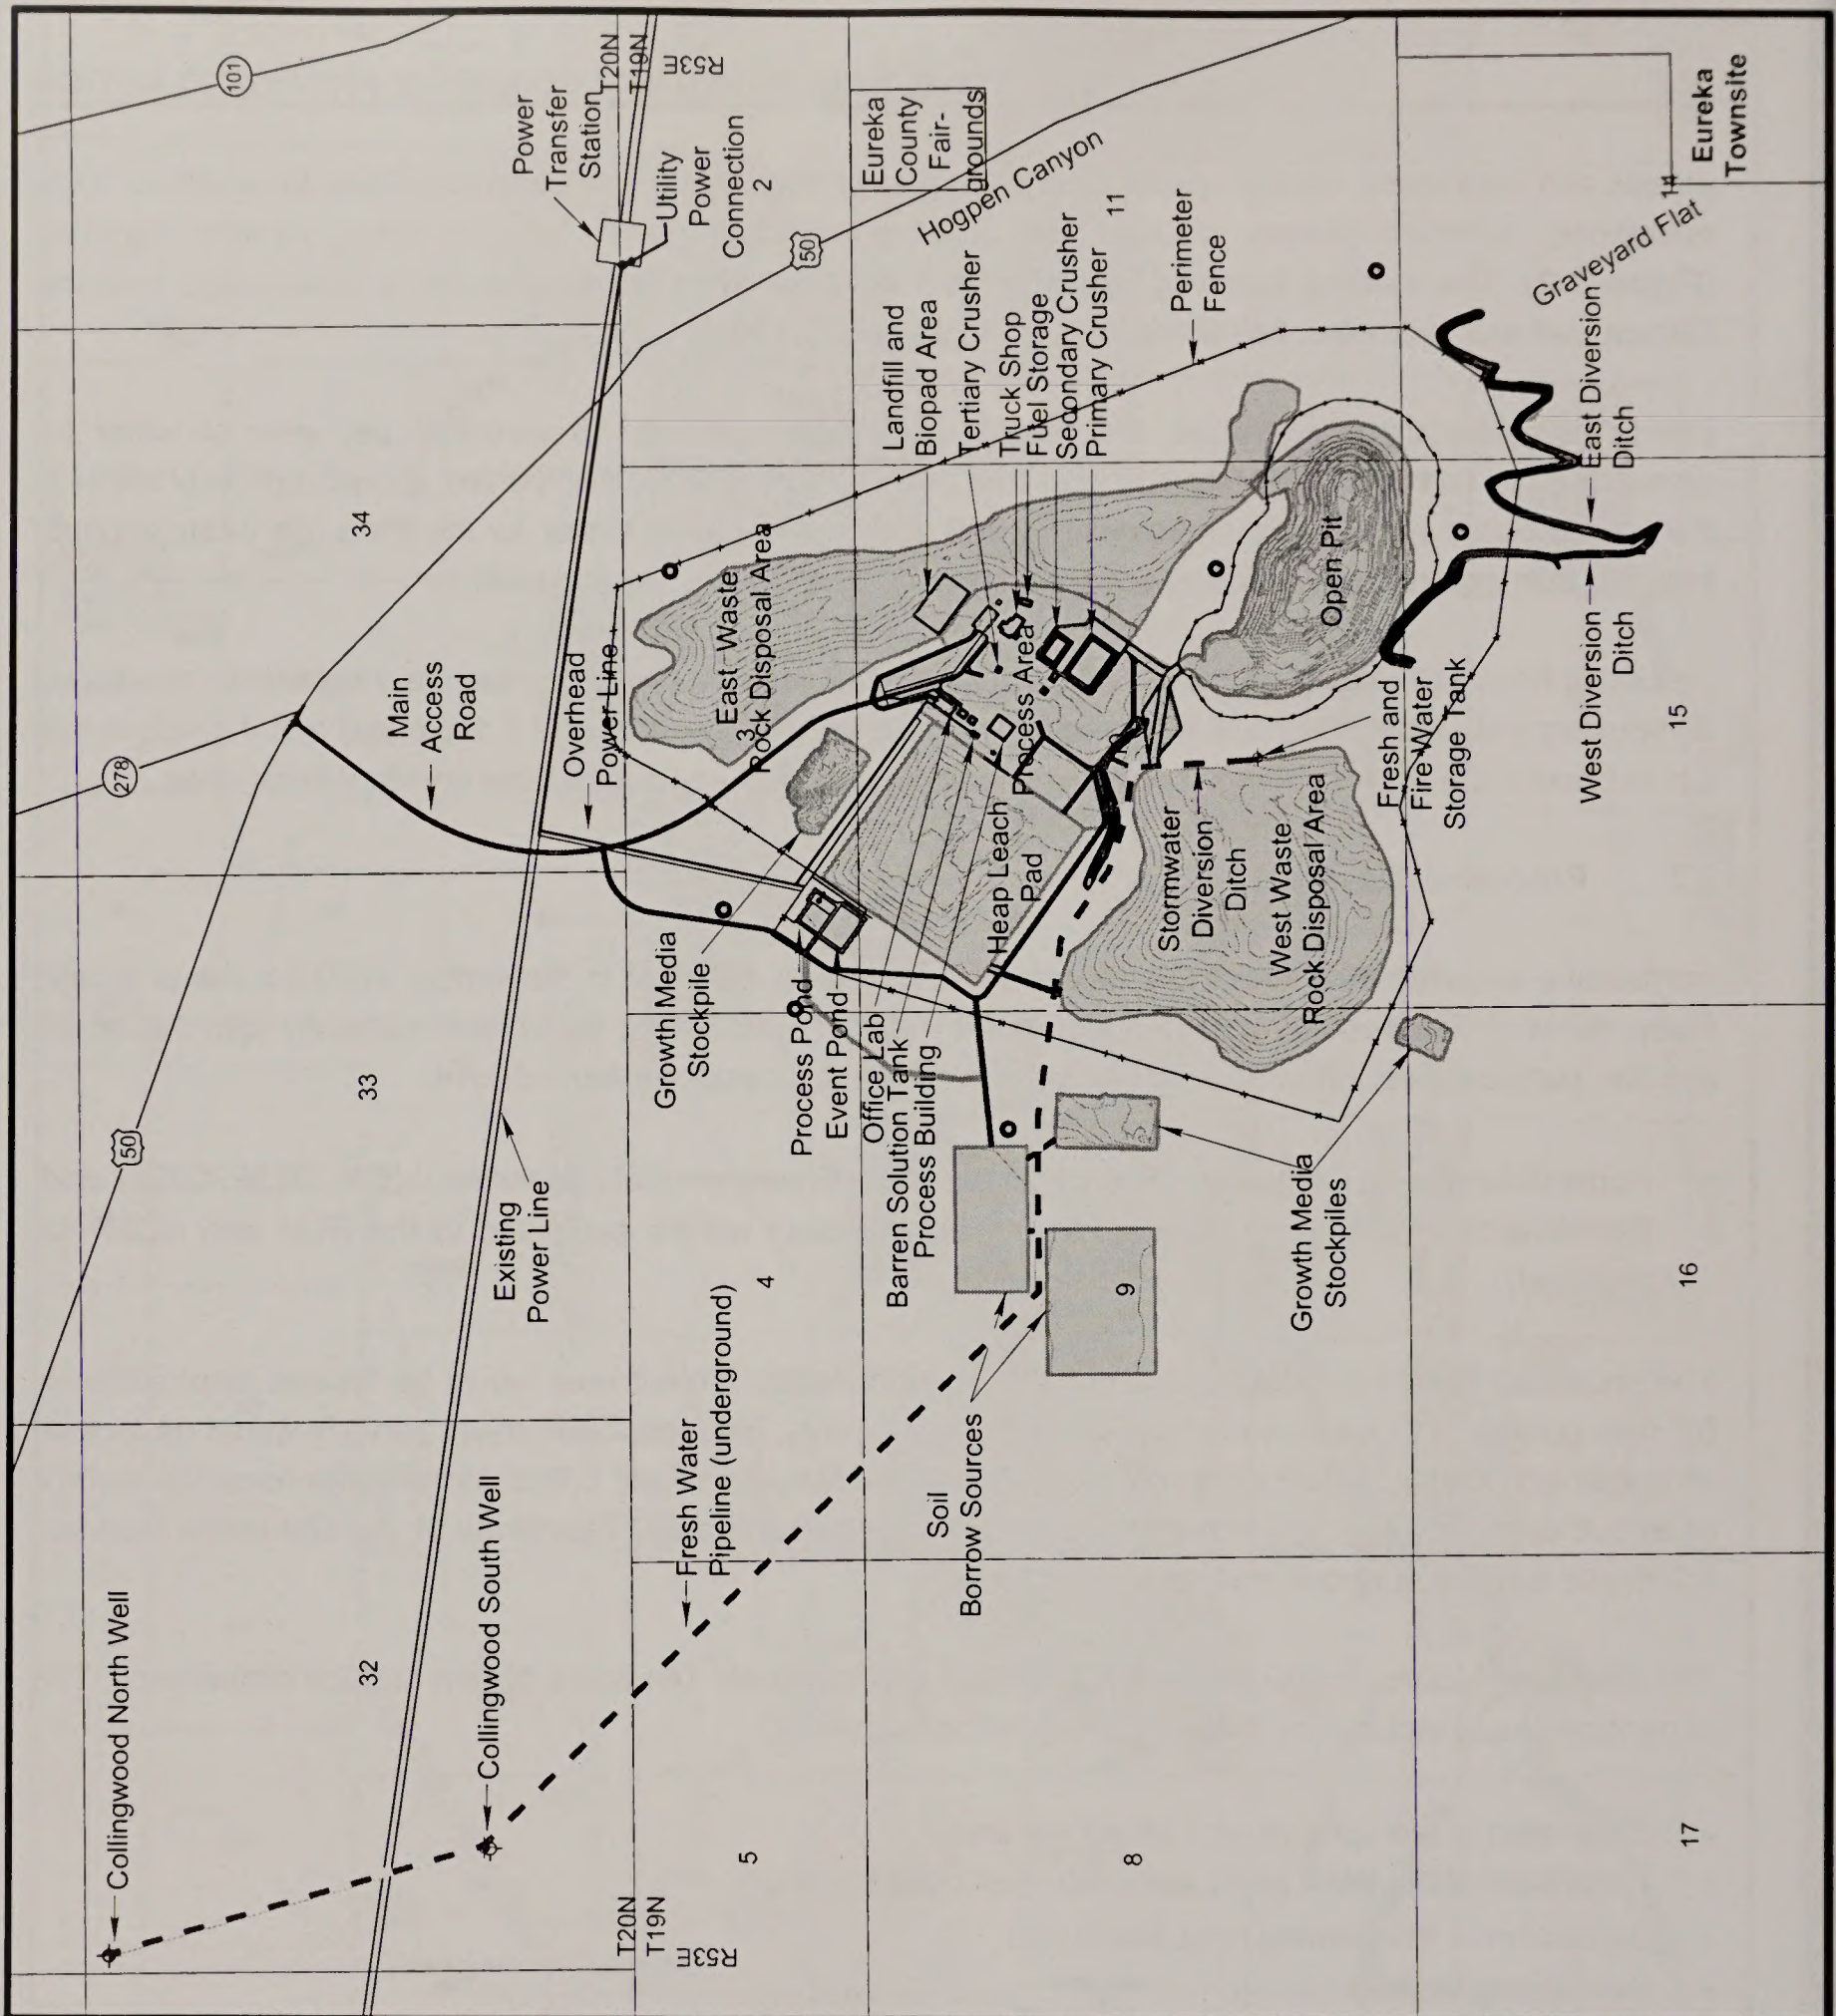 101
Power
Transfer
Station
T20N
T19N
R53E
Utility
Power
Connection
2
Eureka
County
Fair-
grounds
50
Hogpen Canyon
11
14
Eureka
Townsite
Graveyard Flat
Perimeter
Fence
34
Landfill and
Biopad Area
Tertiary Crusher
Truck Shop
Fuel Storage
Secondary Crusher
Primary Crusher
East Diversion
Ditch
278
Main
Access
Road
Overhead
Power Line
East Waste
Rock Disposal Area
3
Process Area
10
Open Pit
Fresh and
Fire Water
Storage Tank
West Diversion
Ditch
15
Heap Leach
Pad
Stormwater
Diversion
Ditch
West Waste
Rock Disposal Area
Growth Media
Stockpile
Process Pond
Event Pond
Office Lab
Barren Solution Tank
Process Building
33
50
Existing
Power Line
4
9
Growth Media
Stockpiles
16
Soil
Borrow Sources
Fresh Water
Pipeline (underground)
32
Collingwood North Well
Collingwood South Well
5
8
17
T20N
T19N
R53E